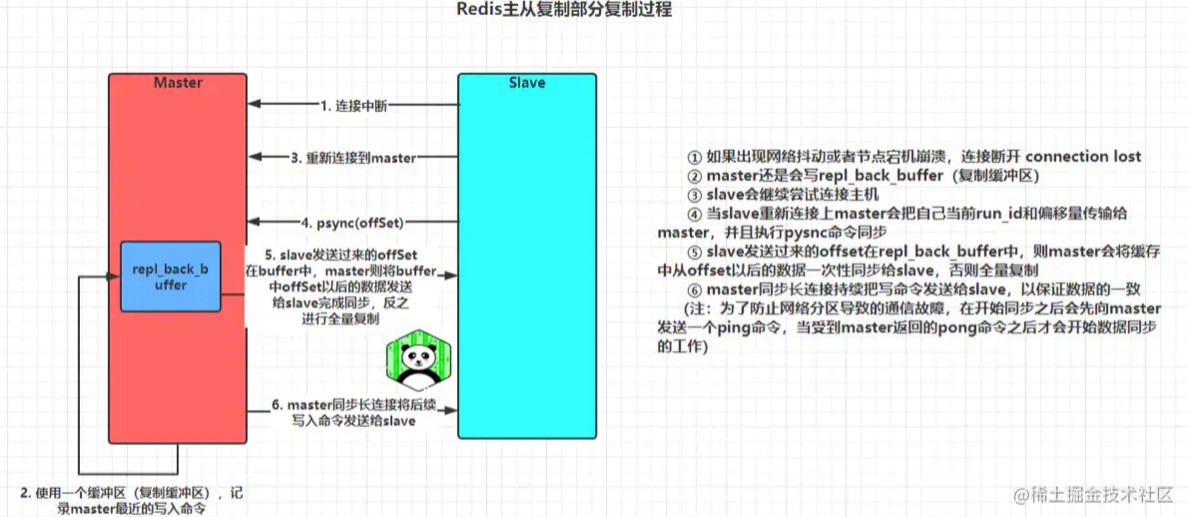 Redis主从复制部分复制过程
Master
Slave
1. 连接中断
3. 重新连接到master
4. psync(offSet)
repl_back_b
uffer
5. slave发送过来的offSet
在buffer中，master则将buffer
中offSet以后的数据发送
给slave完成同步，反之
进行全量复制
6. master同步长连接将后续
写入命令发送给slave
2. 使用一个缓冲区（复制缓冲区），记
录master最近的写入命令
① 如果出现网络抖动或者节点宕机崩溃，连接断开 connection lost
② master还是会写repl_back_buffer（复制缓冲区）
③ slave会继续尝试连接主机
④ 当slave重新连接上master会把自己当前run_id和偏移量传输给
master，并且执行pysnc命令同步
⑤ slave发送过来的offset在repl_back_buffer中，则master会将缓存
中从offset以后的数据一次性同步给slave，否则全量复制
⑥ master同步长连接持续把写命令发送给slave，以保证数据的一致
(注：为了防止网络分区导致的通信故障，在开始同步之后会先向master
发送一个ping命令，当受到master返回的pong命令之后才会开始数据同步
的工作)
@稀土掘金技术社区